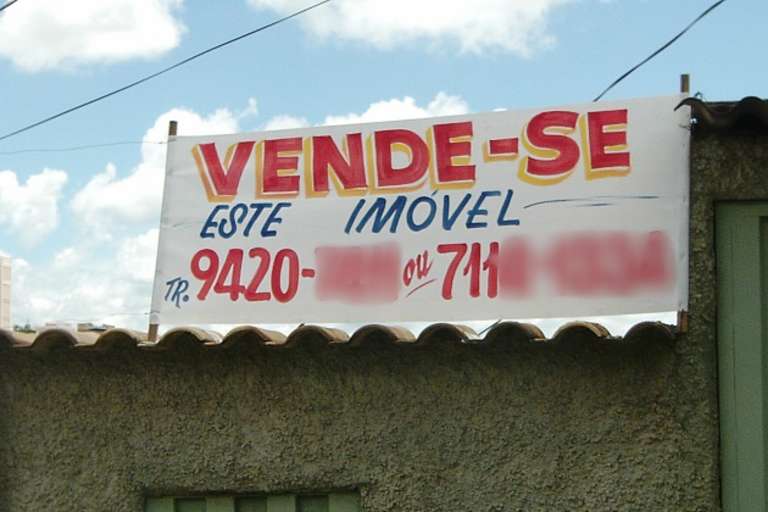 VENDE-SE
ESTE IMÓVEL
TR. 9420- ou 711